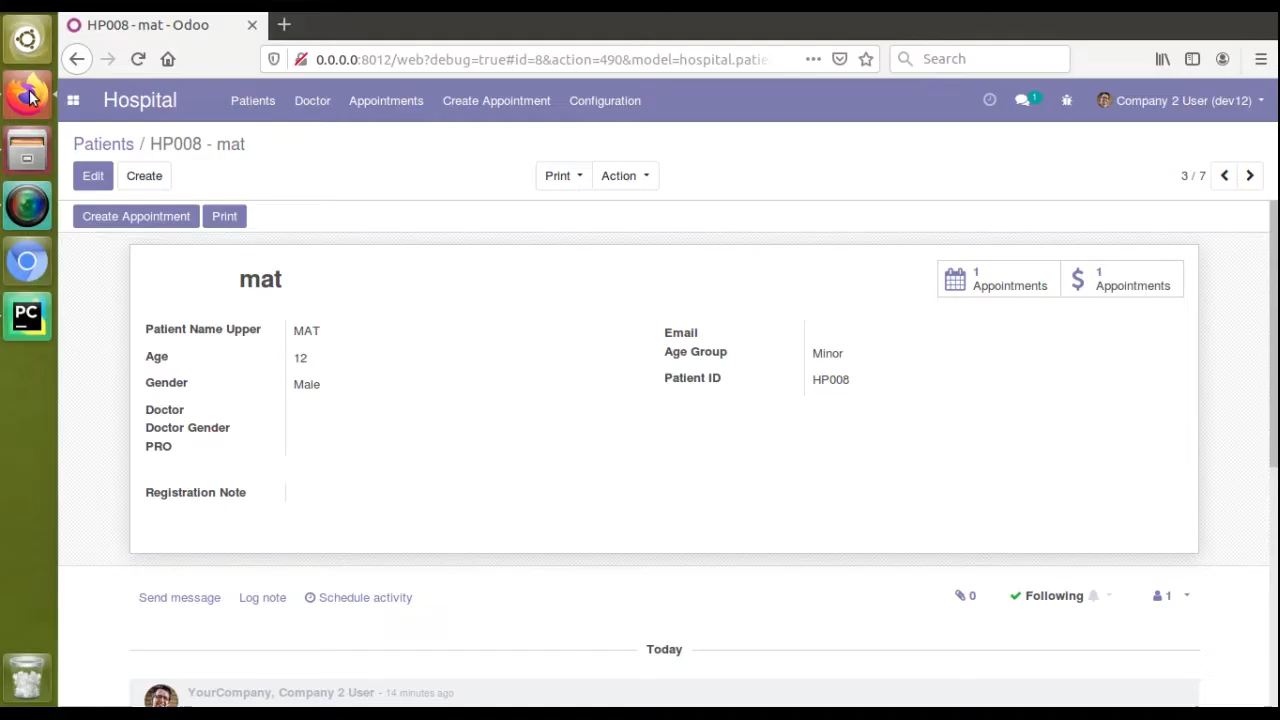 HP008 - mat - Odoo
0.0.0.0:8012/web?debug=true#id=8&action=490&model=hospital.patie
Search
Hospital Patients Doctor Appointments Create Appointment Configuration 1 Company 2 User (dev12)
Patients / HP008 - mat
Edit Create Print Action 3 / 7
Create Appointment Print
mat
1
Appointments
$ 1
Appointments
Patient Name Upper MAT
Age 12
Gender Male
Doctor
Doctor Gender
PRO
Email
Age Group Minor
Patient ID HP008
Registration Note
Send message Log note Schedule activity 0 Following 1
Today
YourCompany, Company 2 User - 14 minutes ago
PC